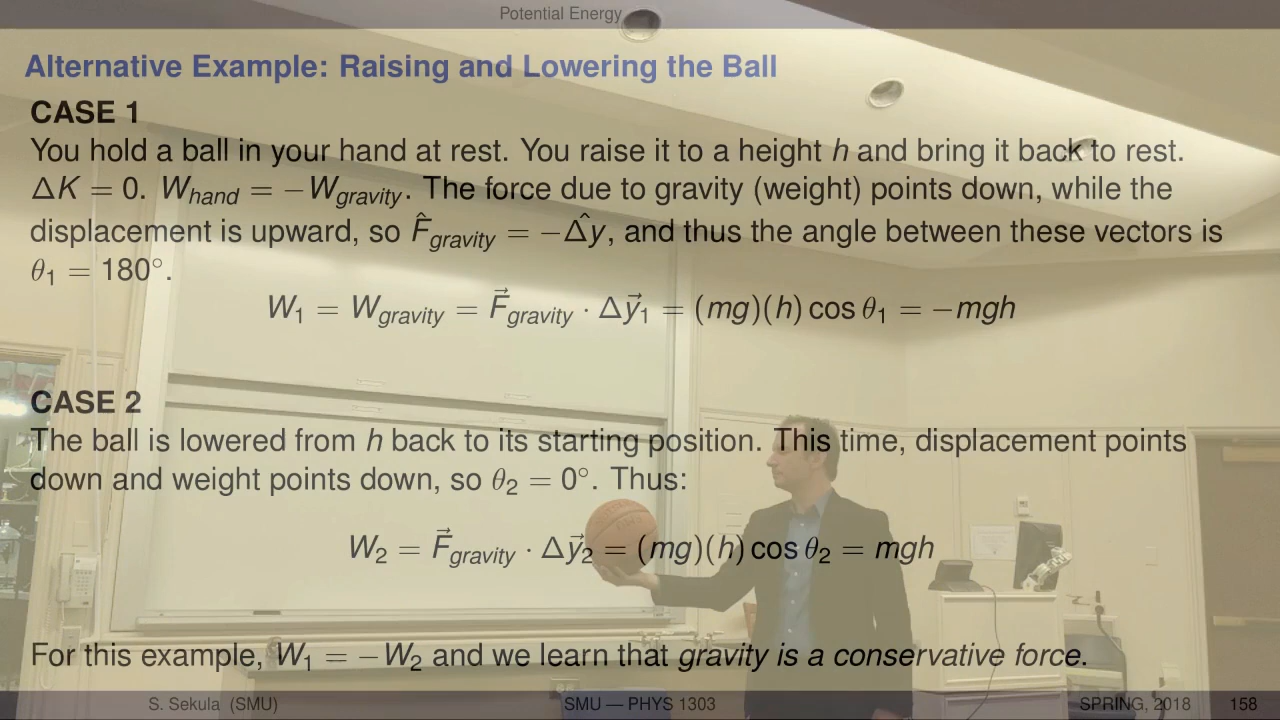 Potential Energy
Alternative Example: Raising and Lowering the Ball
CASE 1
You hold a ball in your hand at rest. You raise it to a height h and bring it back to rest.
ΔK = 0. W_hand = −W_gravity. The force due to gravity (weight) points down, while the
displacement is upward, so F̂_gravity = −Δ̂y, and thus the angle between these vectors is
θ₁ = 180°.
W₁ = W_gravity = F⃗_gravity · Δy⃗₁ = (mg)(h) cos θ₁ = −mgh
CASE 2
The ball is lowered from h back to its starting position. This time, displacement points
down and weight points down, so θ₂ = 0°. Thus:
W₂ = F⃗_gravity · Δy⃗₂ = (mg)(h) cos θ₂ = mgh
For this example, W₁ = −W₂ and we learn that gravity is a conservative force.
S. Sekula (SMU) SMU — PHYS 1303 SPRING, 2018 158